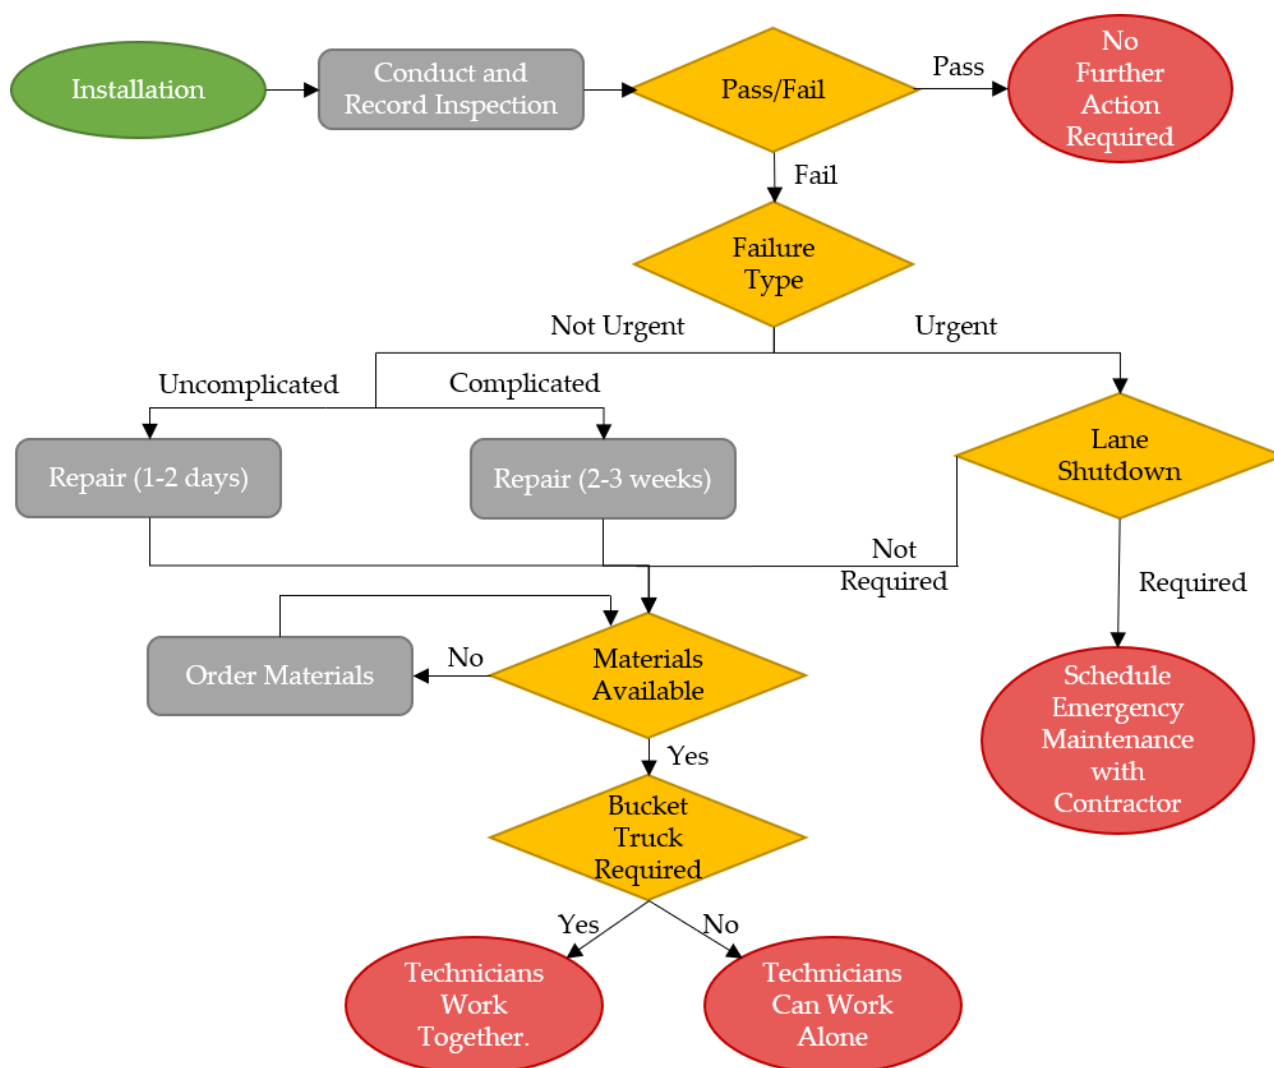 Installation
Conduct and
Record Inspection
Pass/Fail
Pass
No
Further
Action
Required
Fail
Failure
Type
Not Urgent
Urgent
Uncomplicated
Complicated
Repair (1-2 days)
Repair (2-3 weeks)
Lane
Shutdown
Not
Required
Required
Order Materials
No
Materials
Available
Schedule
Emergency
Maintenance
with
Contractor
Yes
Bucket
Truck
Required
Yes
No
Technicians
Work
Together.
Technicians
Can Work
Alone